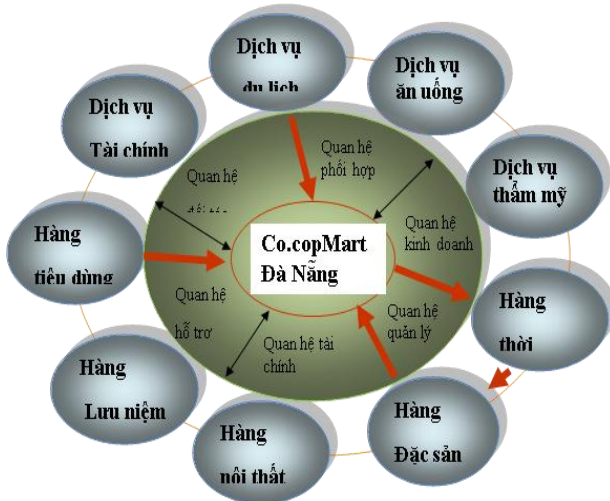 Dịch vụ
du lịch
Dịch vụ
ăn uống
Dịch vụ
thẩm mỹ
Hàng
thời
Hàng
Đặc sản
Hàng
nội thất
Hàng
Lưu niệm
Hàng
tiêu dùng
Dịch vụ
Tài chính
Quan hệ
phối hợp
Quan hệ
kinh doanh
Quan hệ
quản lý
Quan hệ tài
chính
Quan hệ
hỗ trợ
Quan hệ
Co.copMart
Đà Nẵng